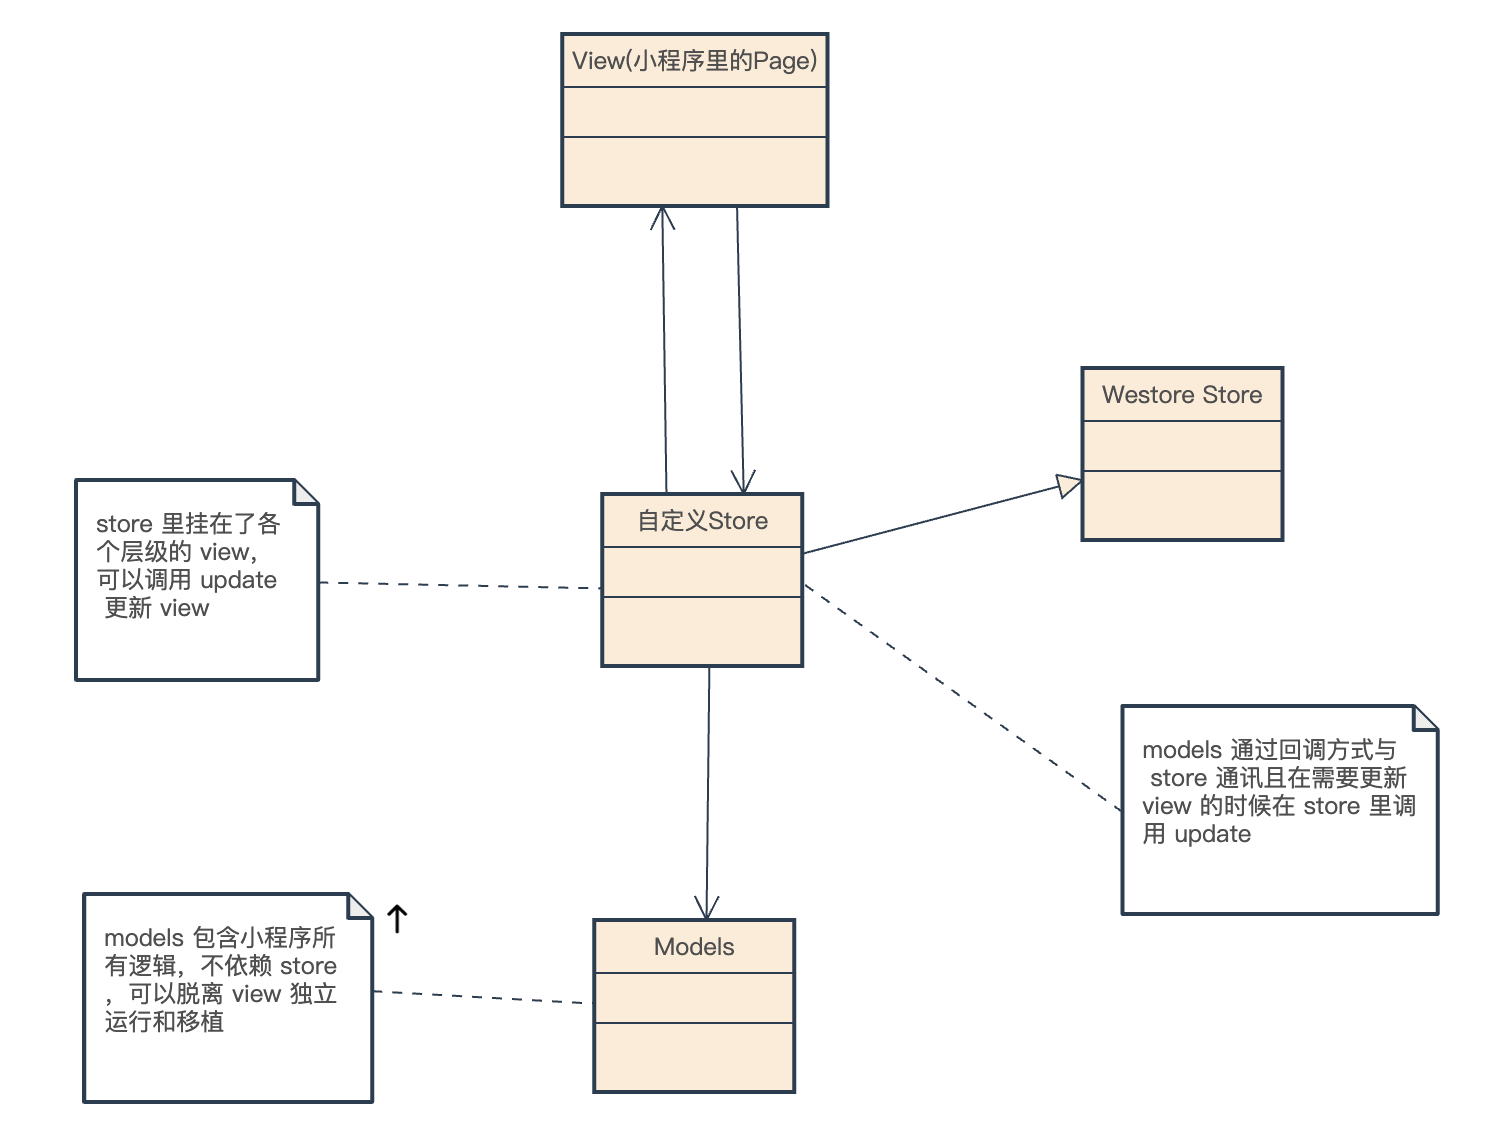 View(小程序里的Page)
Westore Store
store 里挂在了各
个层级的 view，
可以调用 update
更新 view
自定义Store
models 通过回调方式与
store 通讯且在需要更新
view 的时候在 store 里调
用 update
models 包含小程序所
有逻辑，不依赖 store
，可以脱离 view 独立
运行和移植
Models